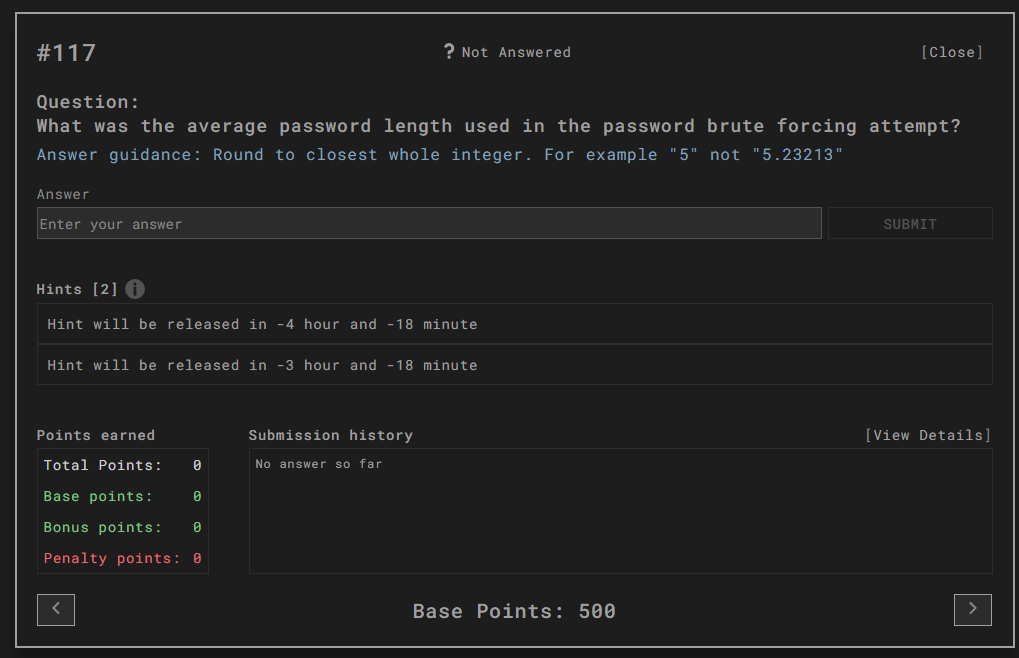 #117
? Not Answered
[Close]
Question:
What was the average password length used in the password brute forcing attempt?
Answer guidance: Round to closest whole integer. For example "5" not "5.23213"
Answer
Enter your answer
SUBMIT
Hints [2]
Hint will be released in -4 hour and -18 minute
Hint will be released in -3 hour and -18 minute
Points earned
Total Points: 0
Base points: 0
Bonus points: 0
Penalty points: 0
Submission history
[View Details]
No answer so far
Base Points: 500